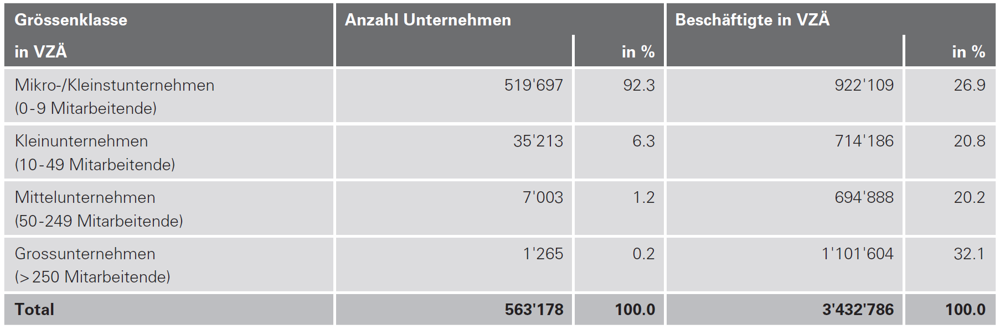 Grössenklasse Anzahl Unternehmen Beschäftigte in VZÄ
in VZÄ in % in %
Mikro-/Kleinstunternehmen 519'697 92.3 922'109 26.9
(0-9 Mitarbeitende)
Kleinunternehmen 35'213 6.3 714'186 20.8
(10-49 Mitarbeitende)
Mittelunternehmen 7'003 1.2 694'888 20.2
(50-249 Mitarbeitende)
Grossunternehmen 1'265 0.2 1'101'604 32.1
(>250 Mitarbeitende)
Total 563'178 100.0 3'432'786 100.0